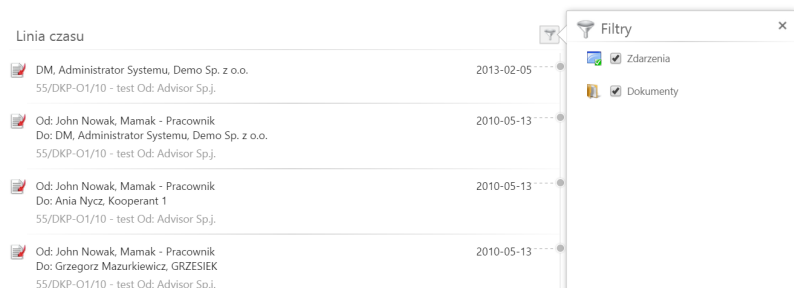 Linia czasu
DM, Administrator Systemu, Demo Sp. z o.o. 2013-02-05
55/DKP-O1/10 - test Od: Advisor Sp.j.
Od: John Nowak, Mamak - Pracownik 2010-05-13
Do: DM, Administrator Systemu, Demo Sp. z o.o.
55/DKP-O1/10 - test Od: Advisor Sp.j.
Od: John Nowak, Mamak - Pracownik 2010-05-13
Do: Ania Nycz, Kooperant 1
55/DKP-O1/10 - test Od: Advisor Sp.j.
Od: John Nowak, Mamak - Pracownik 2010-05-13
Do: Grzegorz Mazurkiewicz, GRZESIEK
55/DKP-O1/10 - test Od: Advisor Sp.j.
Filtry
Zdarzenia
Dokumenty